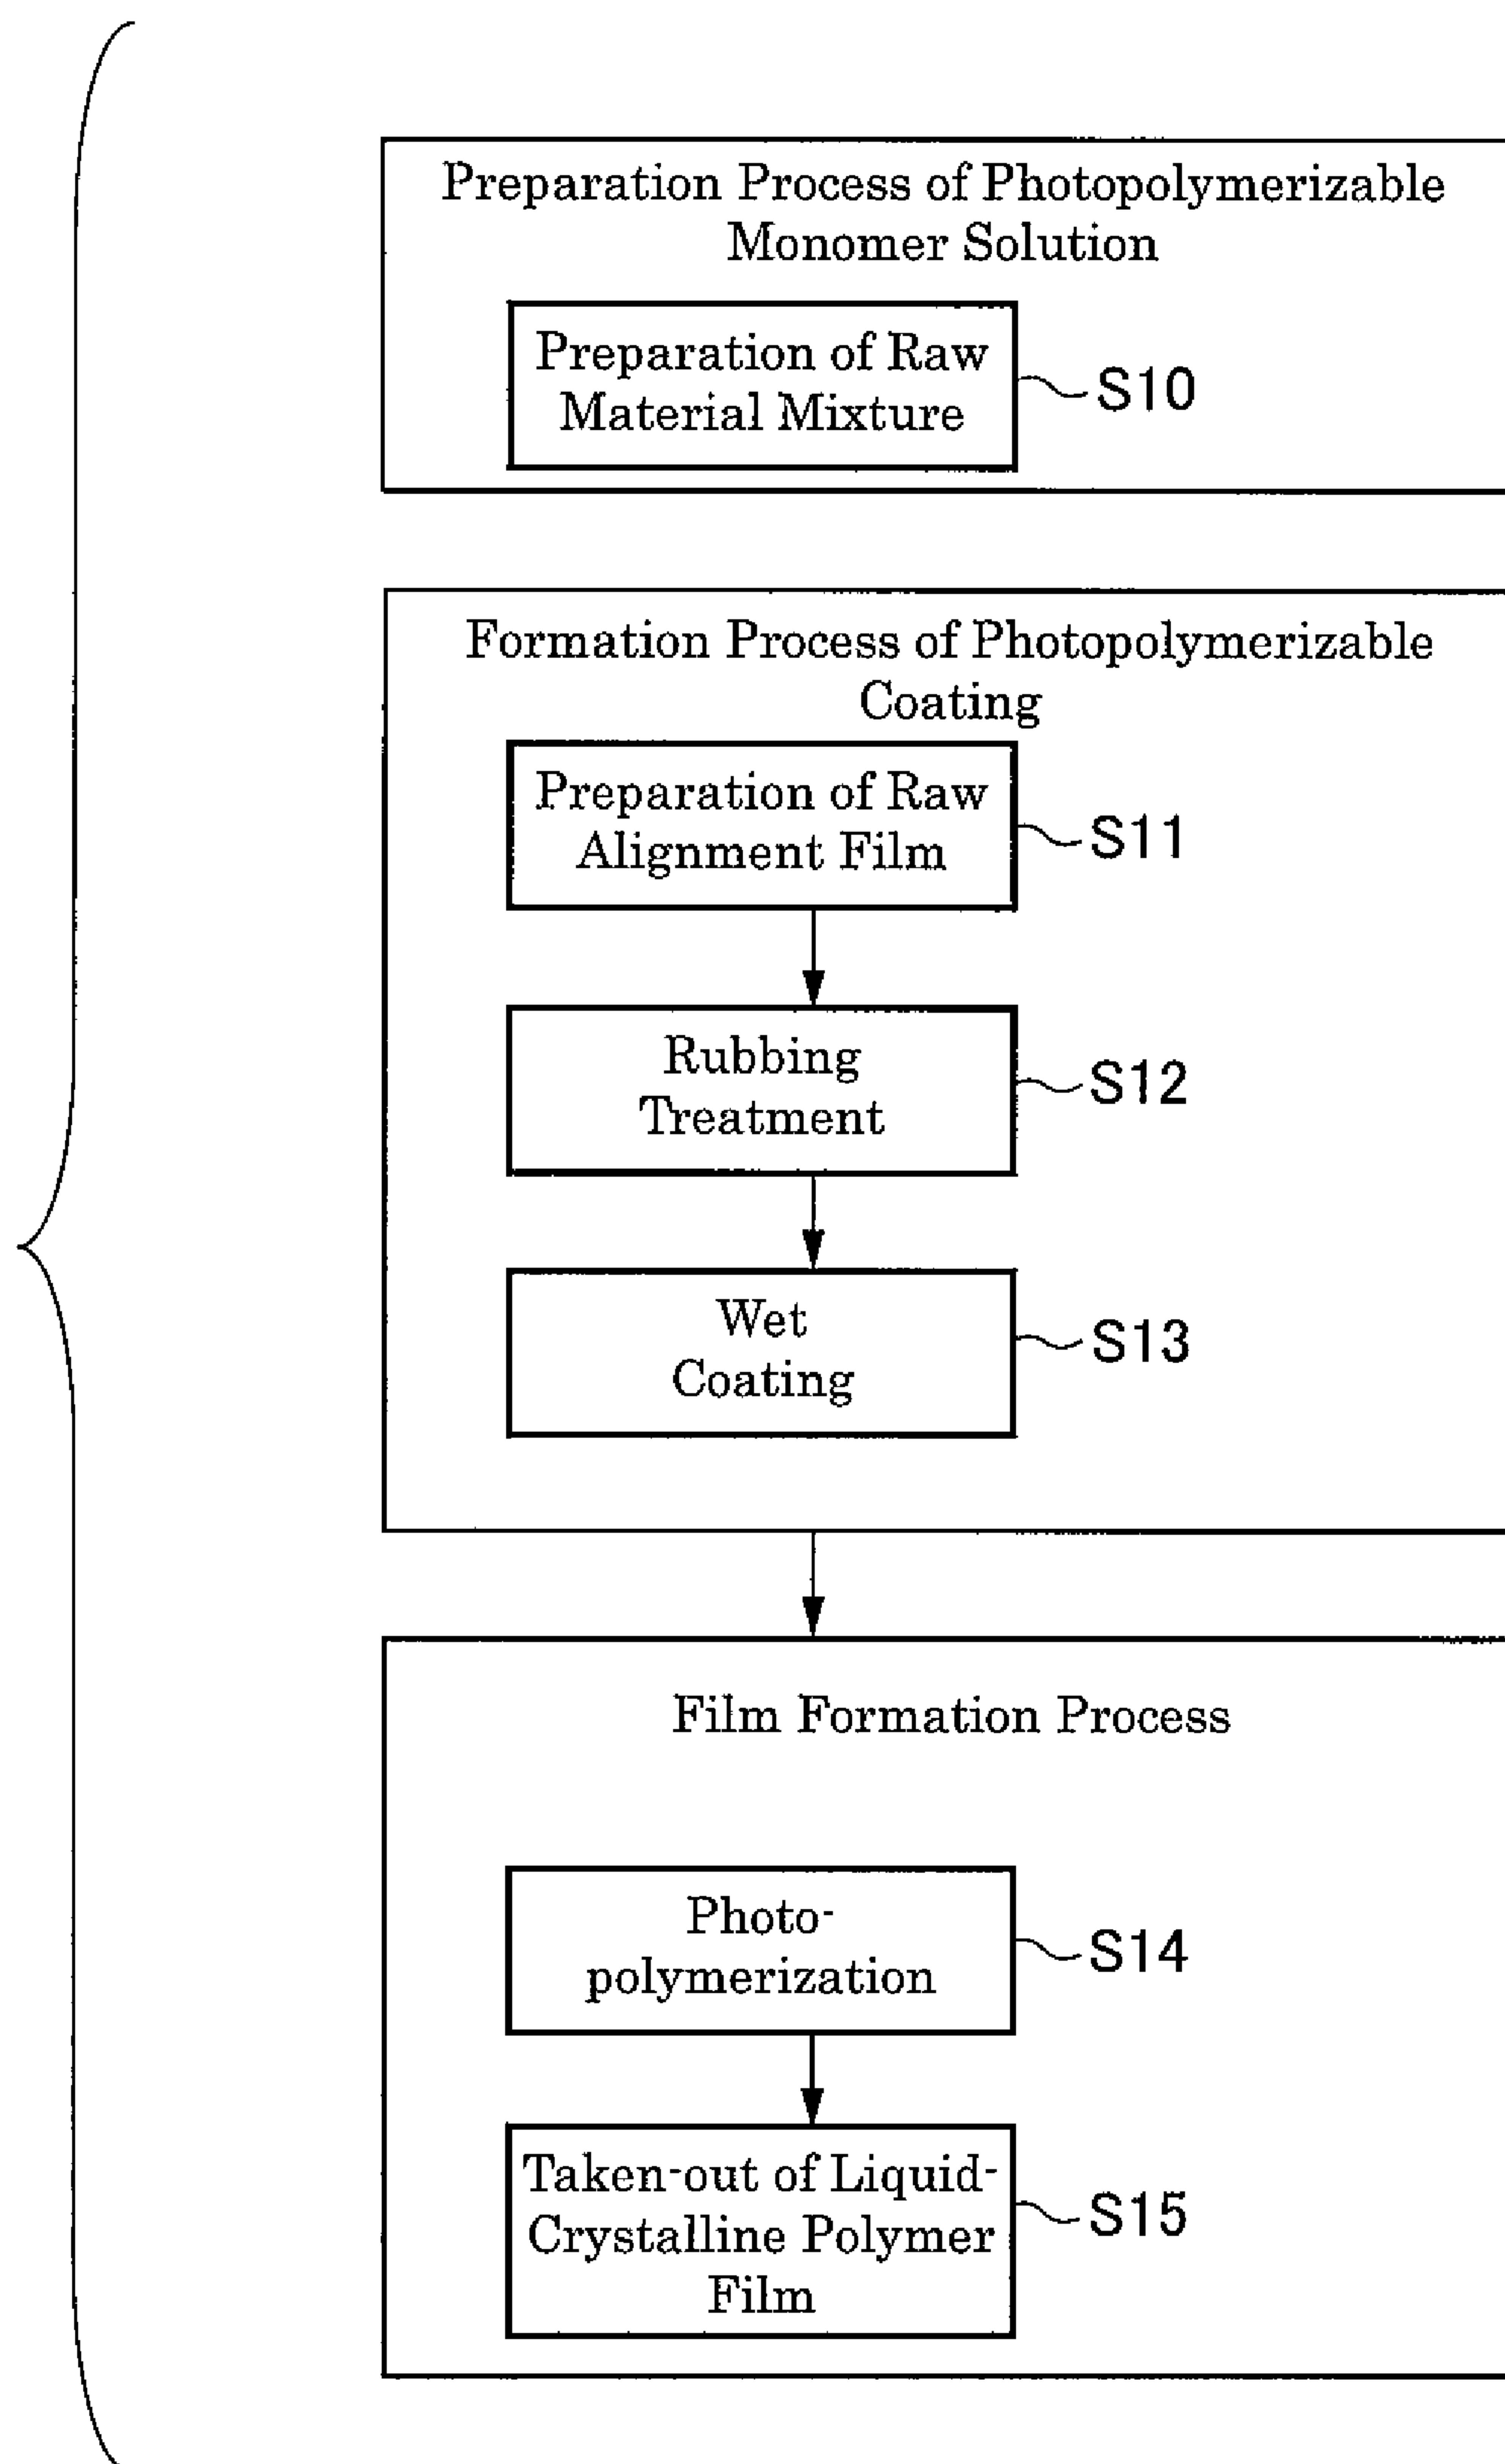 Preparation Process of Photopolymerizable
Monomer Solution
Preparation of Raw
Material Mixture
S10
Formation Process of Photopolymerizable
Coating
Preparation of Raw
Alignment Film
S11
Rubbing
Treatment
S12
Wet
Coating
S13
Film Formation Process
Photo-
polymerization
S14
Taken-out of Liquid-
Crystalline Polymer
Film
S15